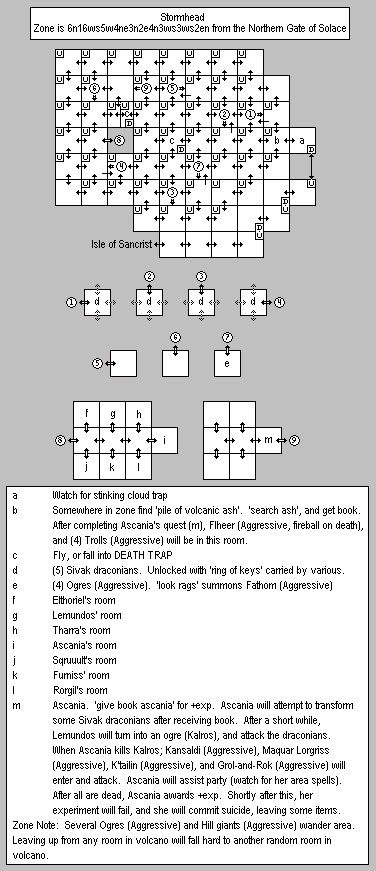 Stormhead
Zone is 6n16ws5w4ne3n2e4n3ws3ws2en from the Northern Gate of Solace
U U U U U U U
U 6 U U 9 5 U U
U U U c D U U U 2 U 1
U U 8 U c D U U U b a D
U U 4 U U 7 U U U
U U U U 3 U U D
U U U U D U
Isle of Sancrist
2 3
1 d d d d 4
6 7
5 e
f g h
8 i m 9
j k l
a Watch for stinking cloud trap
b Somewhere in zone find 'pile of volcanic ash'. 'search ash', and get book.
After completing Ascania's quest (m), Flheer (Aggressive, fireball on death),
and (4) Trolls (Aggressive) will be in this room.
c Fly, or fall into DEATH TRAP
d (5) Sivak draconians. Unlocked with 'ring of keys' carried by various.
e (4) Ogres (Aggressive). 'look rags' summons Fathom (Aggressive)
f Elthoriel's room
g Lemundos' room
h Tharra's room
i Ascania's room
j Sqruuult's room
k Furniss' room
l Rorgil's room
m Ascania. 'give book ascania' for +exp. Ascania will attempt to transform
some Sivak draconians after receiving book. After a short while,
Lemundos will turn into an ogre (Kalros), and attack the draconians.
When Ascania kills Kalros; Kansaldi (Aggressive), Maquar Lorgriss
(Aggressive), K'tailin (Aggressive), and Grol-and-Rok (Aggressive) will
enter and attack. Ascania will assist party (watch for her area spells).
After all are dead, Ascania awards +exp. Shortly after this, her
experiment will fail, and she will commit suicide, leaving some items.
Zone Note: Several Ogres (Aggressive) and Hill giants (Aggressive) wander area.
Leaving up from any room in volcano will fall hard to another random room in
volcano.